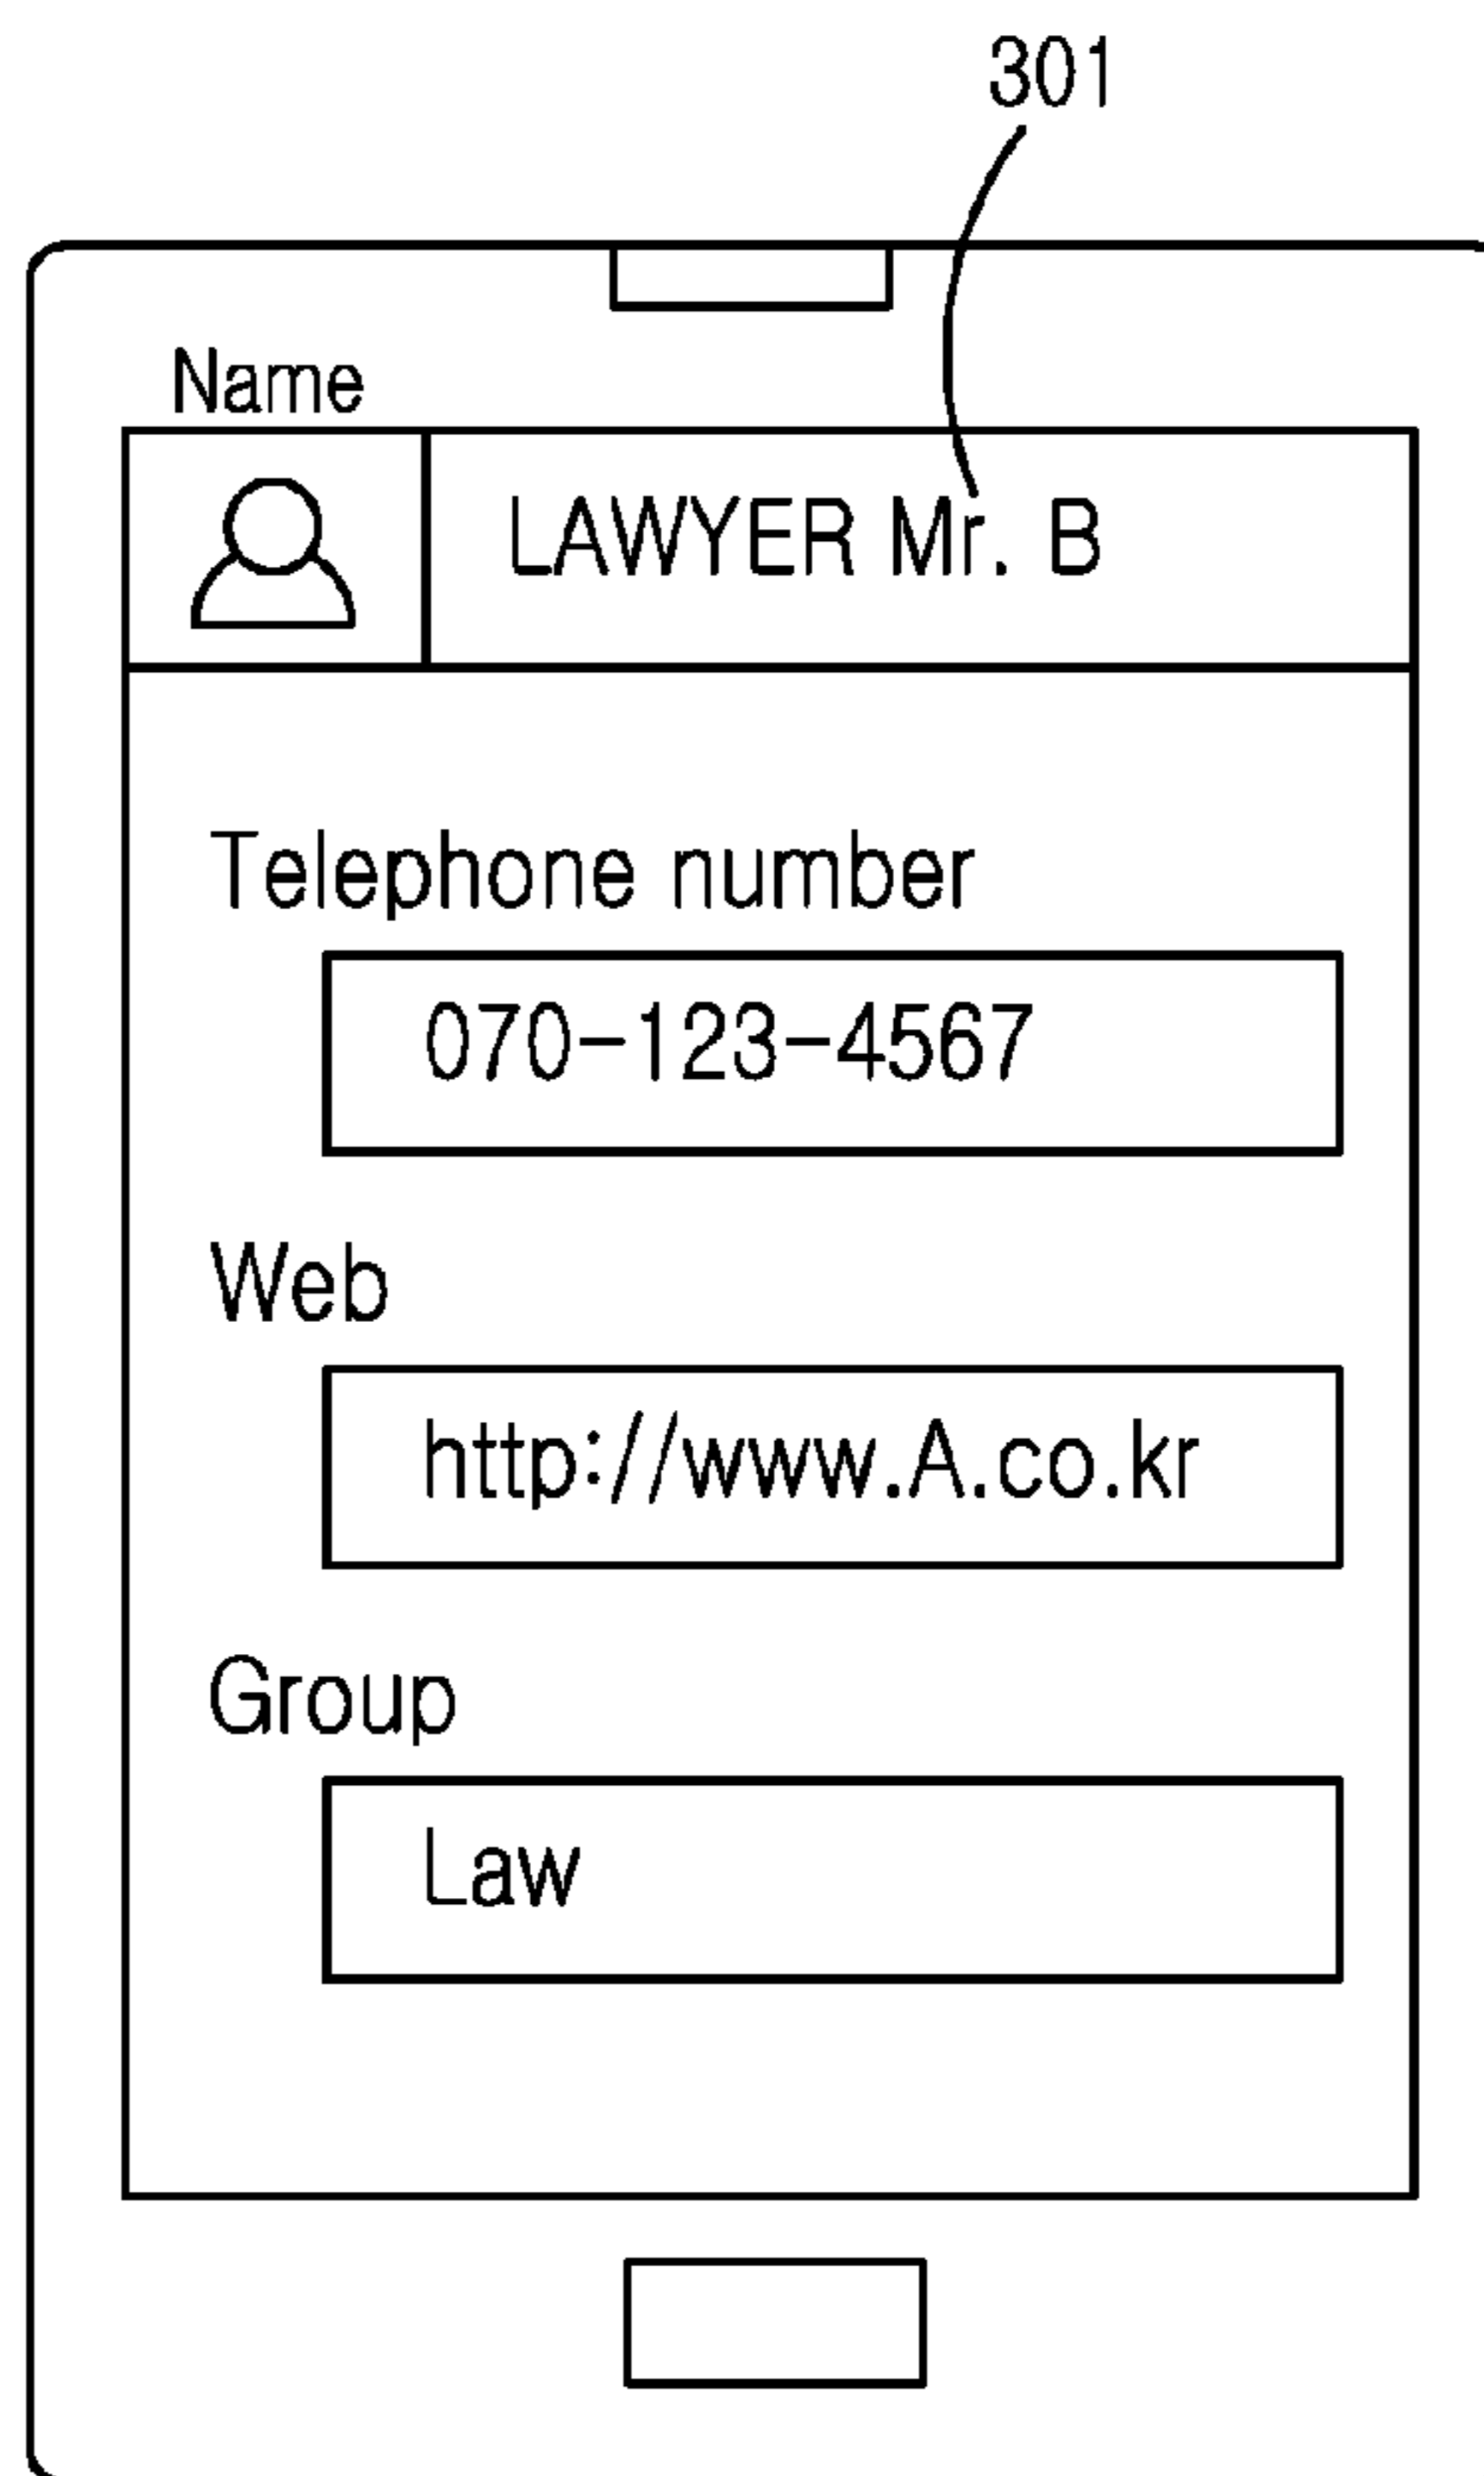 301
Name
LAWYER Mr. B
Telephone number
070-123-4567
Web
http://www.A.co.kr
Group
Law